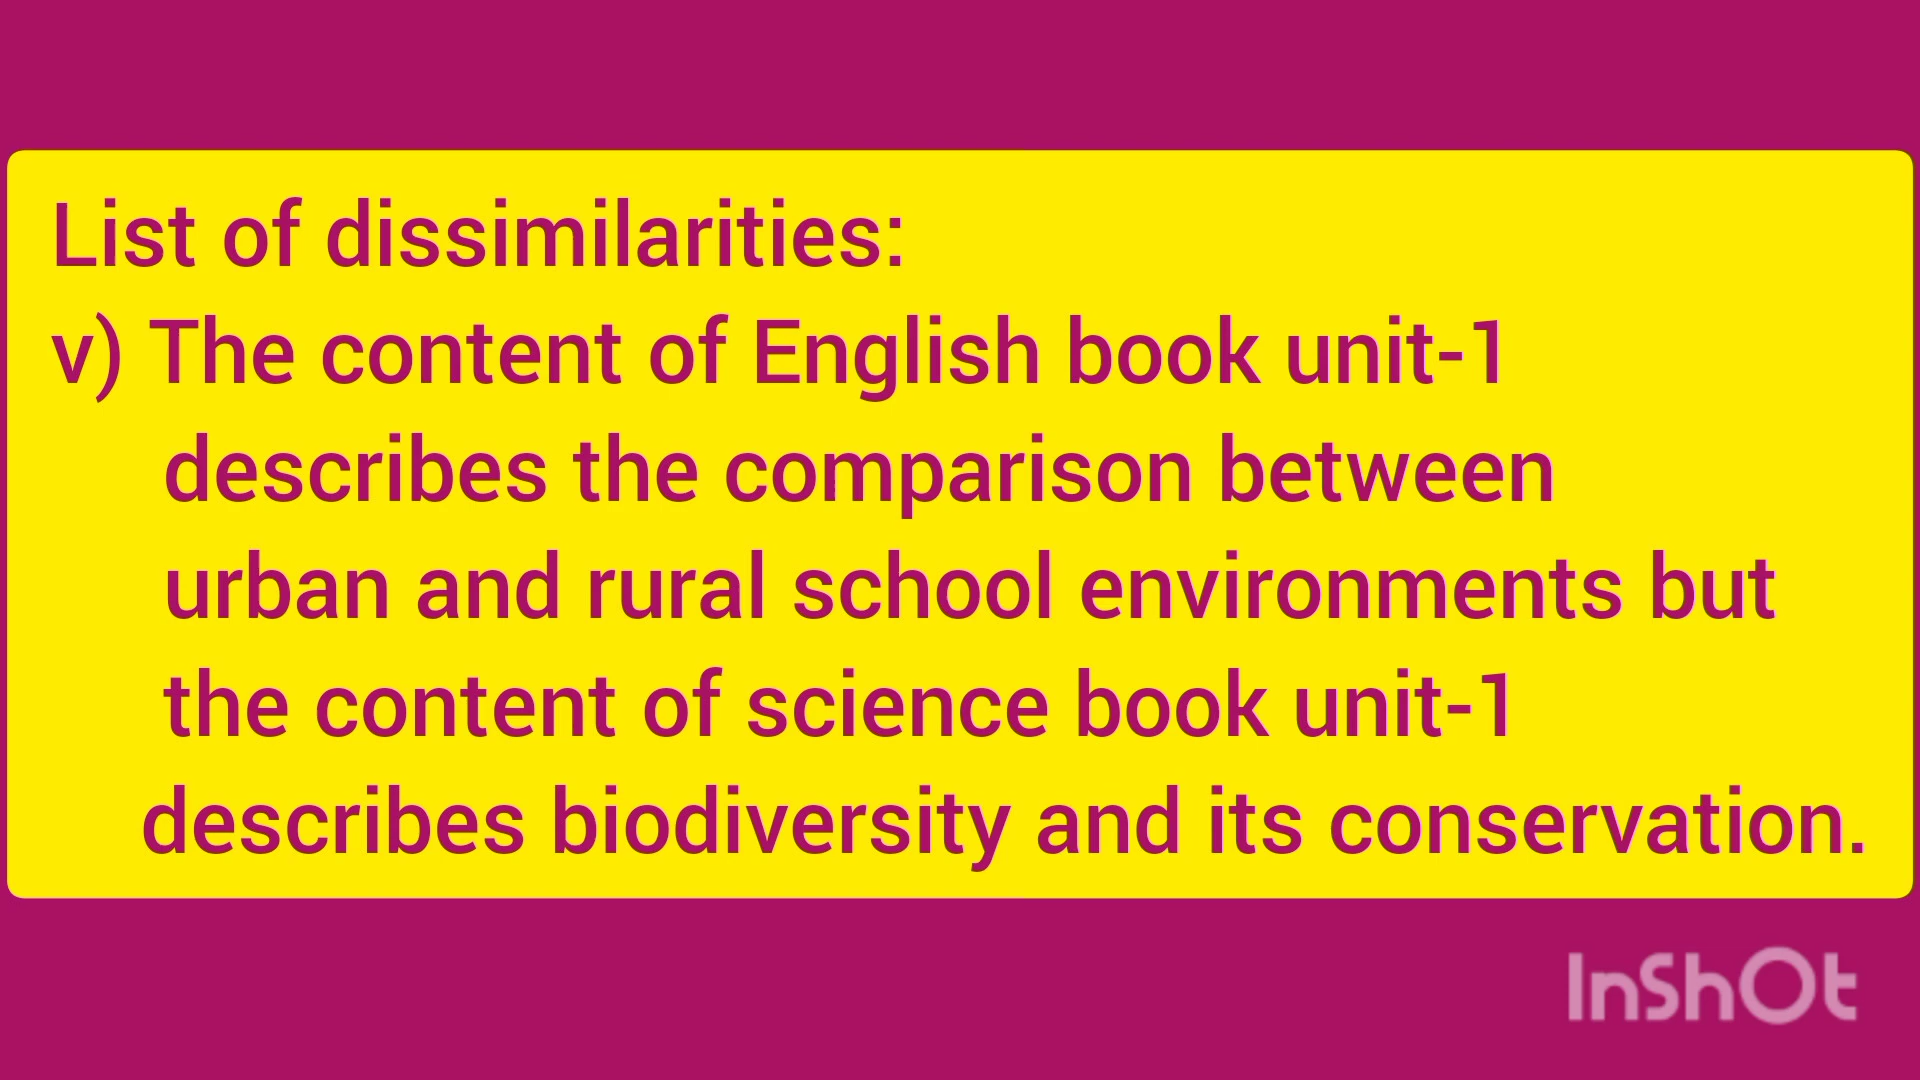 List of dissimilarities:
v) The content of English book unit-1
describes the comparison between
urban and rural school environments but
the content of science book unit-1
describes biodiversity and its conservation.
InShOt